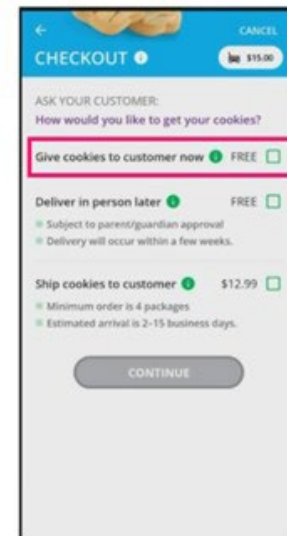 CANCEL
CHECKOUT
$15.00
ASK YOUR CUSTOMER:
How would you like to get your cookies?
Give cookies to customer now FREE
Deliver in person later FREE
Subject to parent/guardian approval
Delivery will occur within a few weeks.
Ship cookies to customer $12.99
Minimum order is 4 packages
Estimated arrival is 2–15 business days.
CONTINUE